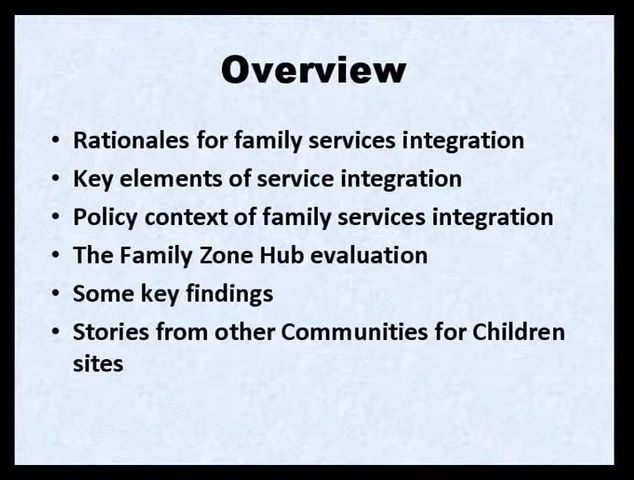 Overview
• Rationales for family services integration
• Key elements of service integration
• Policy context of family services integration
• The Family Zone Hub evaluation
• Some key findings
• Stories from other Communities for Children
sites